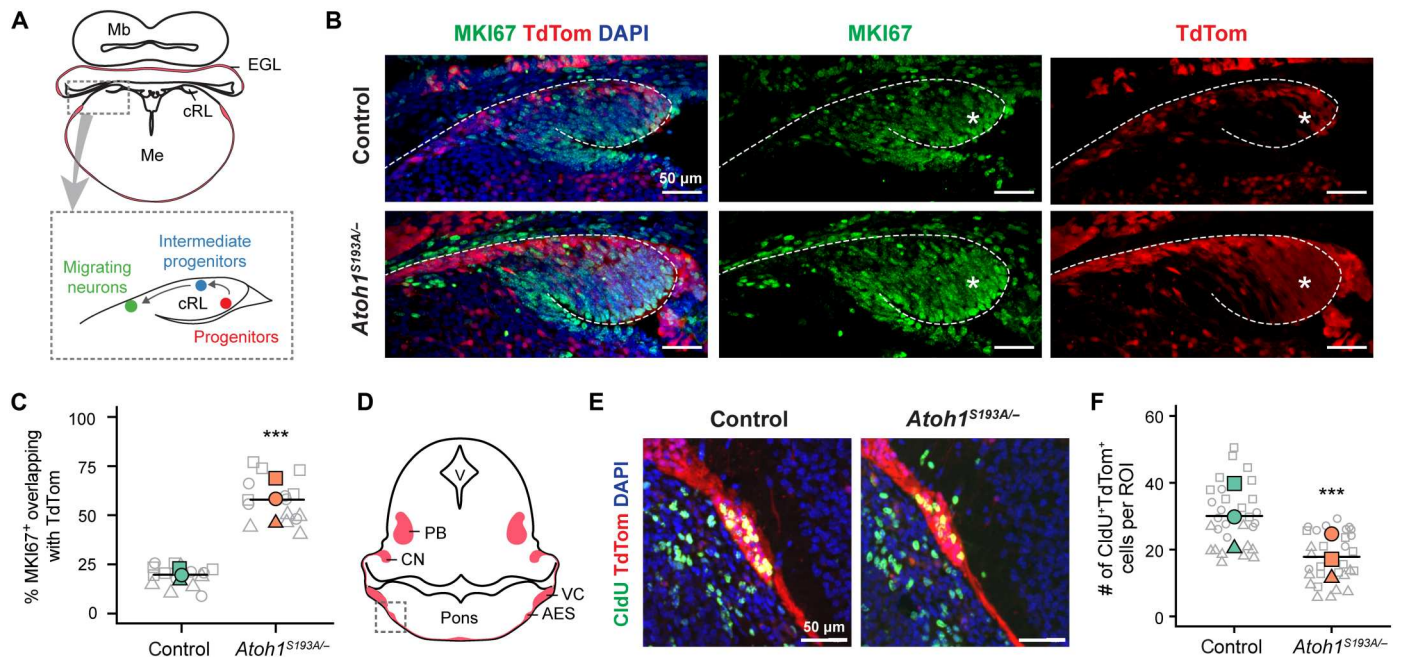 A
Mb
EGL
cRL
Me
Intermediate
progenitors
Migrating
neurons
cRL
Progenitors
B
MKI67 TdTom DAPI
MKI67
TdTom
Control
50 µm
*
*
Atoh1S193A/–
*
*
C
% MKI67+ overlapping
with TdTom
100
75
50
25
0
***
Control
Atoh1S193A/–
D
V
PB
CN
VC
Pons
AES
E
Control
Atoh1S193A/–
CldU TdTom DAPI
50 µm
F
# of CldU+TdTom+
cells per ROI
60
40
20
0
***
Control
Atoh1S193A/–